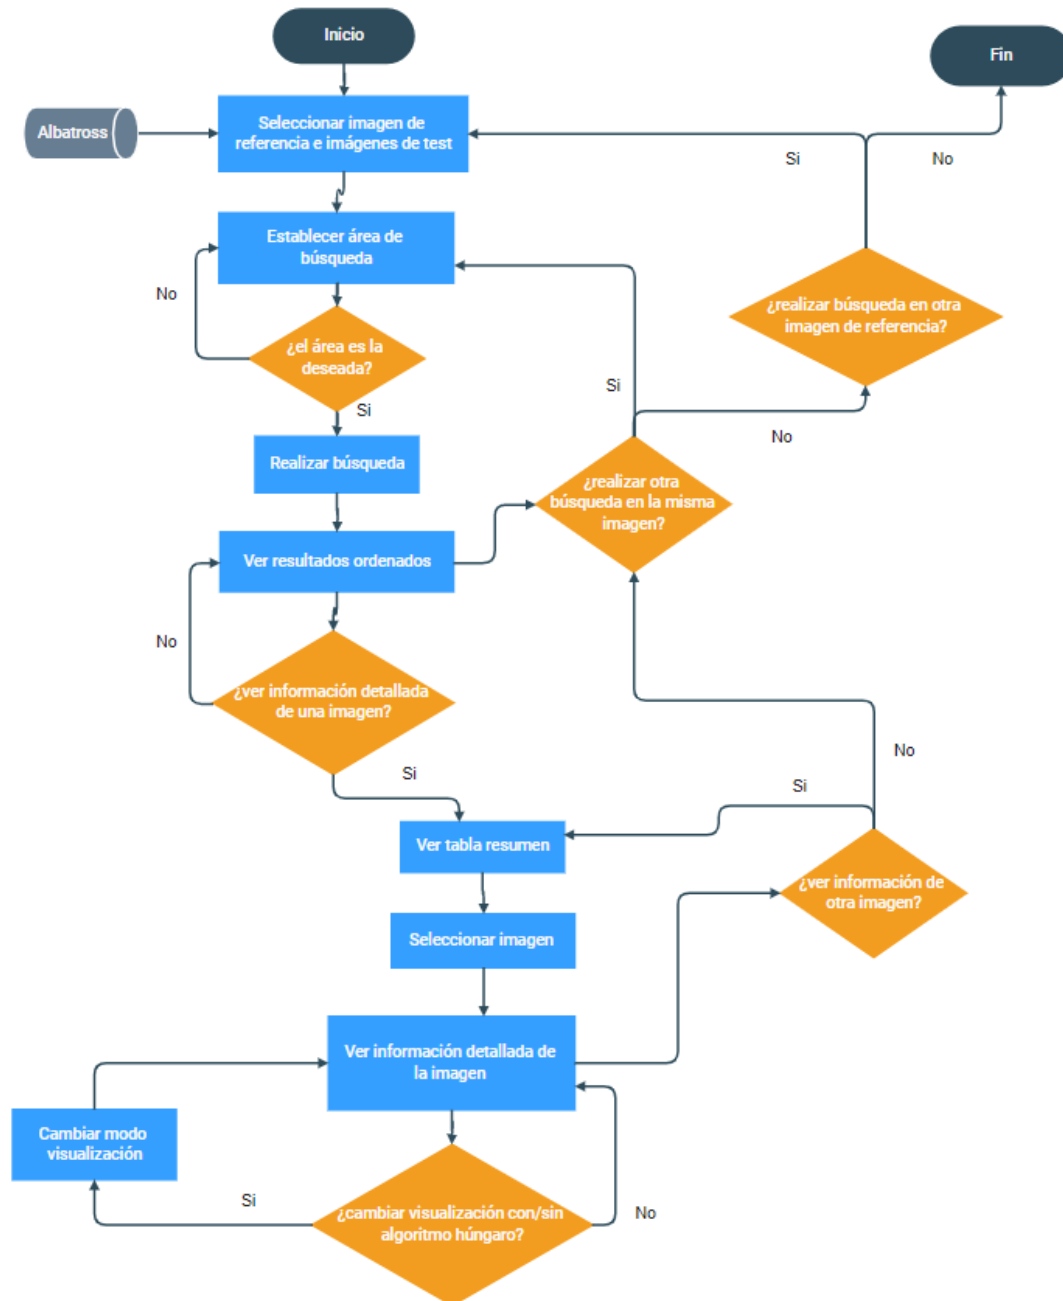 Inicio
Fin
Albatross
Seleccionar imagen de
referencia e imágenes de test
Si
No
Establecer área de
búsqueda
No
¿realizar búsqueda en otra
imagen de referencia?
¿el área es la
deseada?
Si
Si
No
Realizar búsqueda
¿realizar otra
búsqueda en la misma
imagen?
Ver resultados ordenados
No
¿ver información detallada
de una imagen?
No
Si
Si
Ver tabla resumen
¿ver información de
otra imagen?
Seleccionar imagen
Ver información detallada de
la imagen
Cambiar modo
visualización
Si
No
¿cambiar visualización con/sin
algoritmo húngaro?